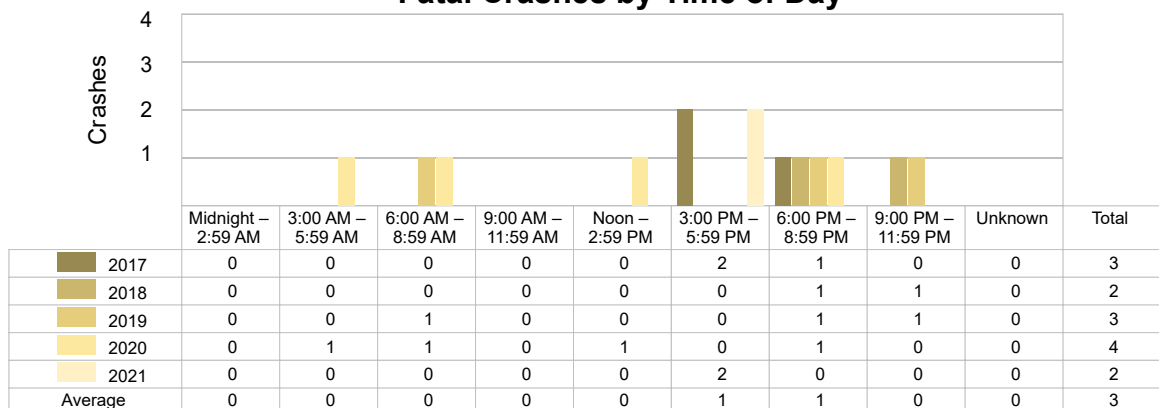 Fatal Crashes by Time of Day
4
3
2
1
Crashes
Midnight – 2:59 AM 3:00 AM – 5:59 AM 6:00 AM – 8:59 AM 9:00 AM – 11:59 AM Noon – 2:59 PM 3:00 PM – 5:59 PM 6:00 PM – 8:59 PM 9:00 PM – 11:59 PM Unknown Total
2017 0 0 0 0 0 2 1 0 0 3
2018 0 0 0 0 0 0 1 1 0 2
2019 0 0 1 0 0 0 1 1 0 3
2020 0 1 1 0 1 0 1 0 0 4
2021 0 0 0 0 0 2 0 0 0 2
Average 0 0 0 0 0 1 1 0 0 3